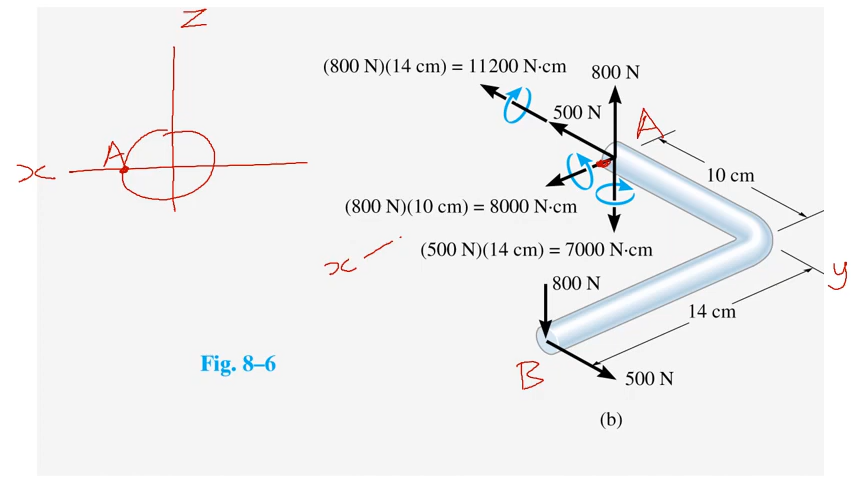 Z
(800 N)(14 cm) = 11200 N·cm
800 N
500 N
A
A
x
10 cm
(800 N)(10 cm) = 8000 N·cm
(500 N)(14 cm) = 7000 N·cm
x
y
800 N
14 cm
Fig. 8–6
B
500 N
(b)